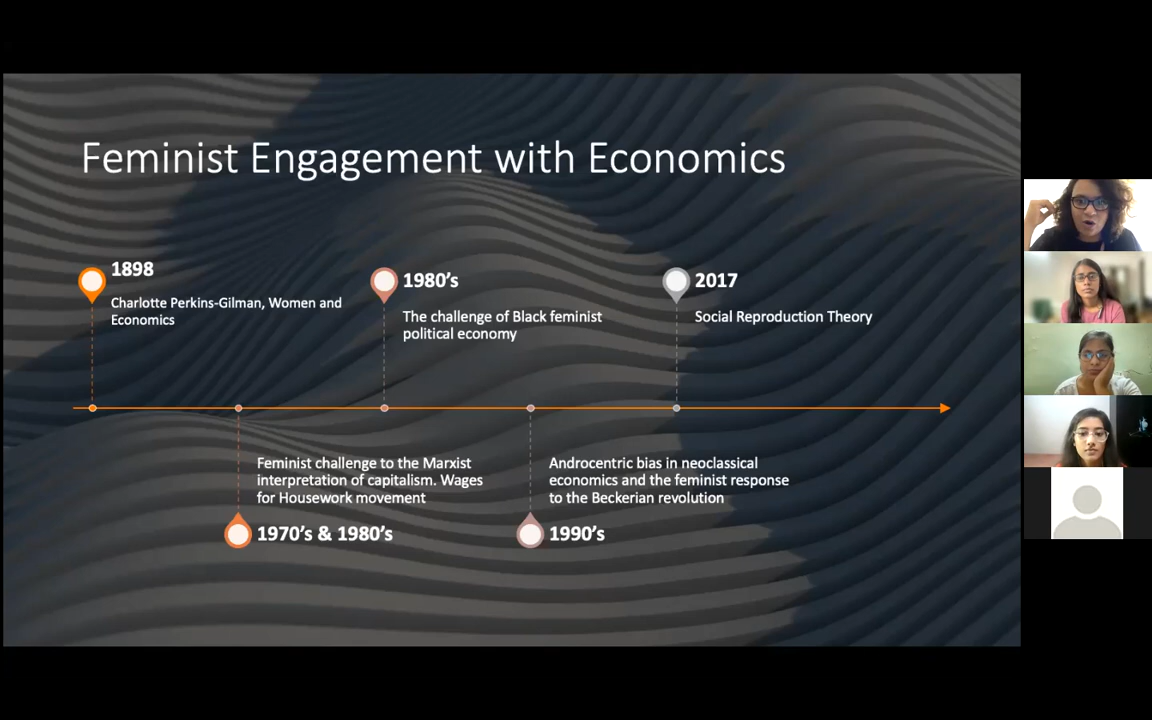 Feminist Engagement with Economics
1898
Charlotte Perkins-Gilman, Women and
Economics
1980's
The challenge of Black feminist
political economy
2017
Social Reproduction Theory
Feminist challenge to the Marxist
interpretation of capitalism. Wages
for Housework movement
1970's & 1980's
Androcentric bias in neoclassical
economics and the feminist response
to the Beckerian revolution
1990's